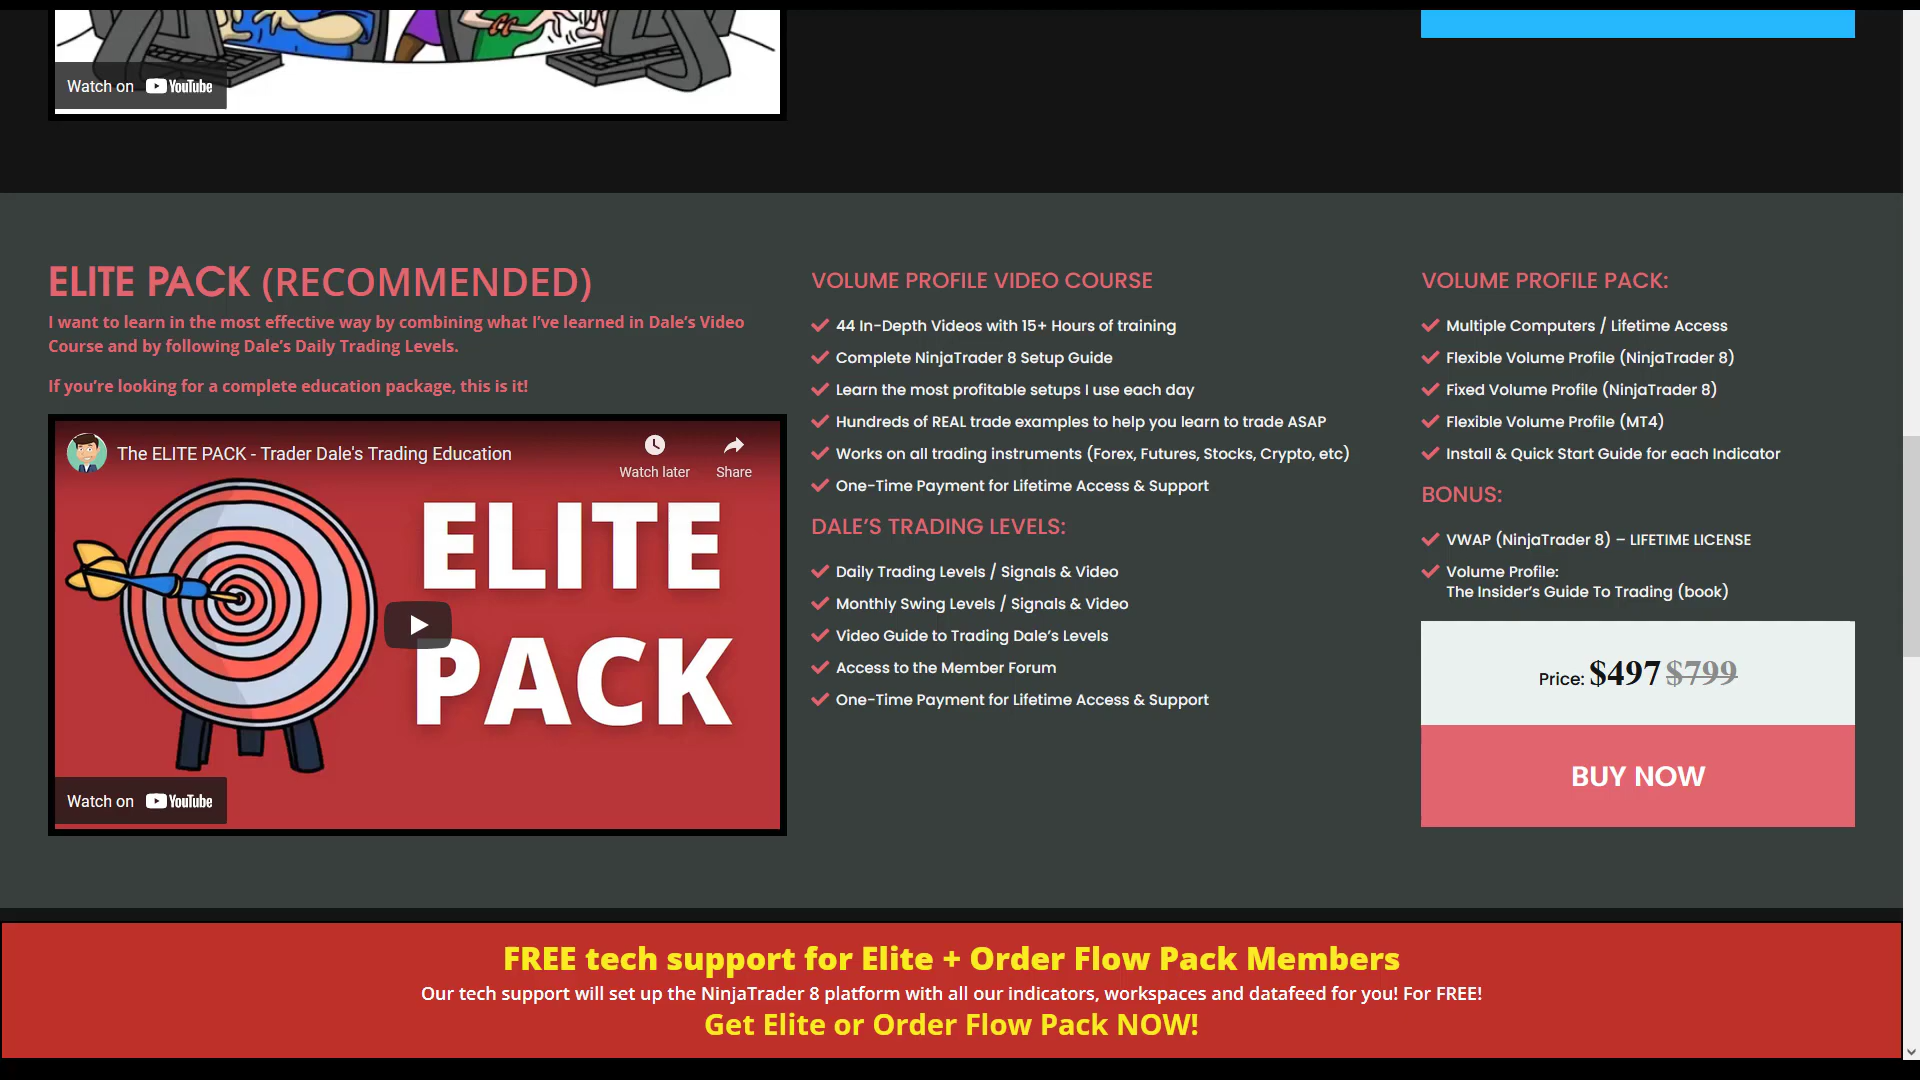 Watch on YouTube
ELITE PACK (RECOMMENDED)
I want to learn in the most effective way by combining what I've learned in Dale's Video
Course and by following Dale's Daily Trading Levels.
If you're looking for a complete education package, this is it!
The ELITE PACK - Trader Dale's Trading Education
Watch later
Share
ELITE
PACK
Watch on YouTube
VOLUME PROFILE VIDEO COURSE
44 In-Depth Videos with 15+ Hours of training
Complete NinjaTrader 8 Setup Guide
Learn the most profitable setups I use each day
Hundreds of REAL trade examples to help you learn to trade ASAP
Works on all trading instruments (Forex, Futures, Stocks, Crypto, etc)
One-Time Payment for Lifetime Access & Support
DALE'S TRADING LEVELS:
Daily Trading Levels / Signals & Video
Monthly Swing Levels / Signals & Video
Video Guide to Trading Dale's Levels
Access to the Member Forum
One-Time Payment for Lifetime Access & Support
VOLUME PROFILE PACK:
Multiple Computers / Lifetime Access
Flexible Volume Profile (NinjaTrader 8)
Fixed Volume Profile (NinjaTrader 8)
Flexible Volume Profile (MT4)
Install & Quick Start Guide for each Indicator
BONUS:
VWAP (NinjaTrader 8) – LIFETIME LICENSE
Volume Profile:
The Insider's Guide To Trading (book)
Price: $497 $799
BUY NOW
FREE tech support for Elite + Order Flow Pack Members
Our tech support will set up the NinjaTrader 8 platform with all our indicators, workspaces and datafeed for you! For FREE!
Get Elite or Order Flow Pack NOW!